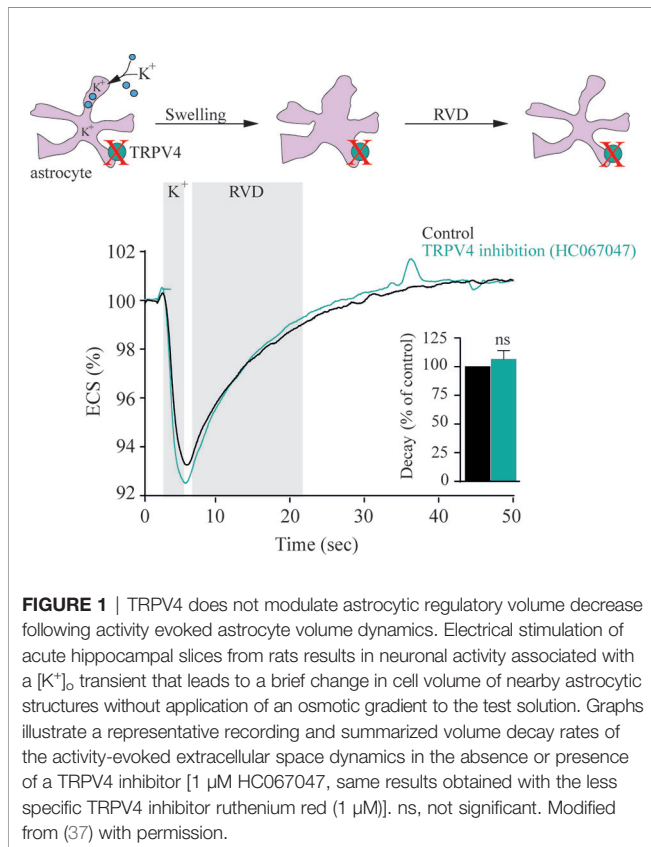 K⁺
K⁺
K⁺
Swelling
RVD
X
TRPV4
X
X
astrocyte
K⁺
RVD
Control
TRPV4 inhibition (HC067047)
102
100
98
96
94
92
ECS (%)
0
10
20
30
40
50
Time (sec)
125
100
75
50
25
0
Decay (% of control)
ns
FIGURE 1 | TRPV4 does not modulate astrocytic regulatory volume decrease
following activity evoked astrocyte volume dynamics. Electrical stimulation of
acute hippocampal slices from rats results in neuronal activity associated with
a [K⁺]ₒ transient that leads to a brief change in cell volume of nearby astrocytic
structures without application of an osmotic gradient to the test solution. Graphs
illustrate a representative recording and summarized volume decay rates of
the activity-evoked extracellular space dynamics in the absence or presence
of a TRPV4 inhibitor [1 µM HC067047, same results obtained with the less
specific TRPV4 inhibitor ruthenium red (1 µM)]. ns, not significant. Modified
from (37) with permission.